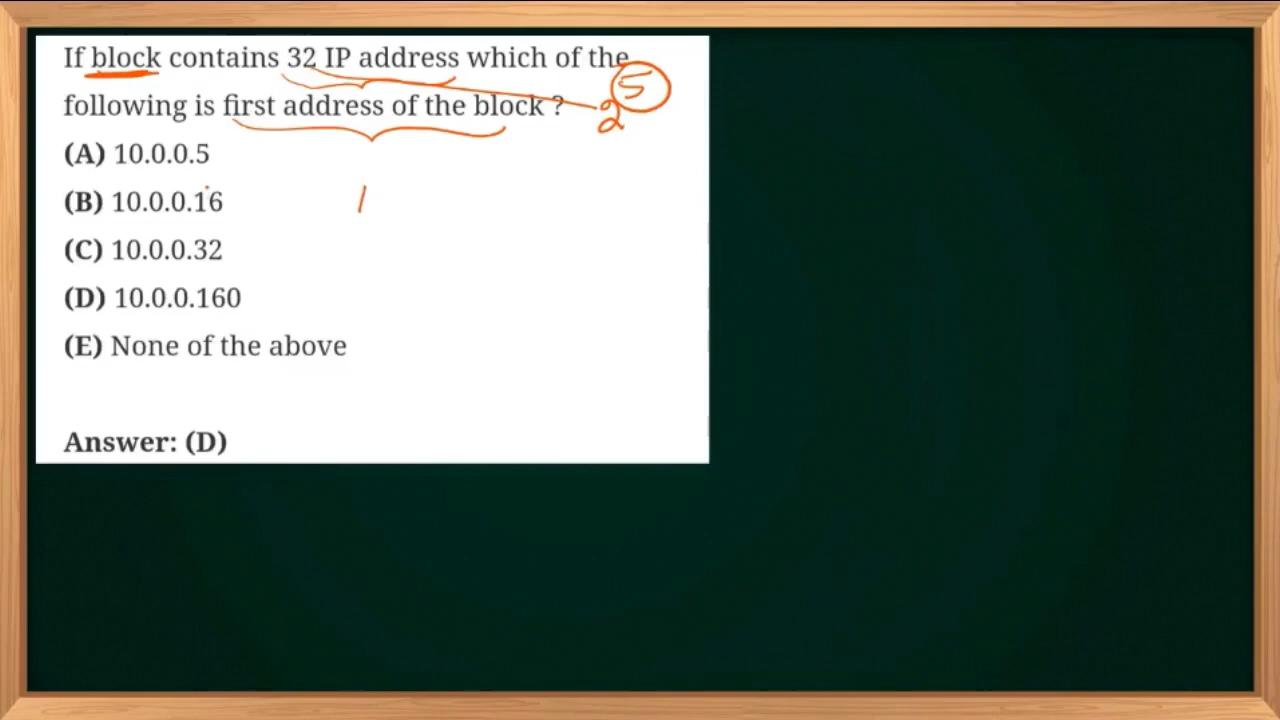 If block contains 32 IP address which of the
following is first address of the block ?
2 5
(A) 10.0.0.5
(B) 10.0.0.16
(C) 10.0.0.32
(D) 10.0.0.160
(E) None of the above
Answer: (D)